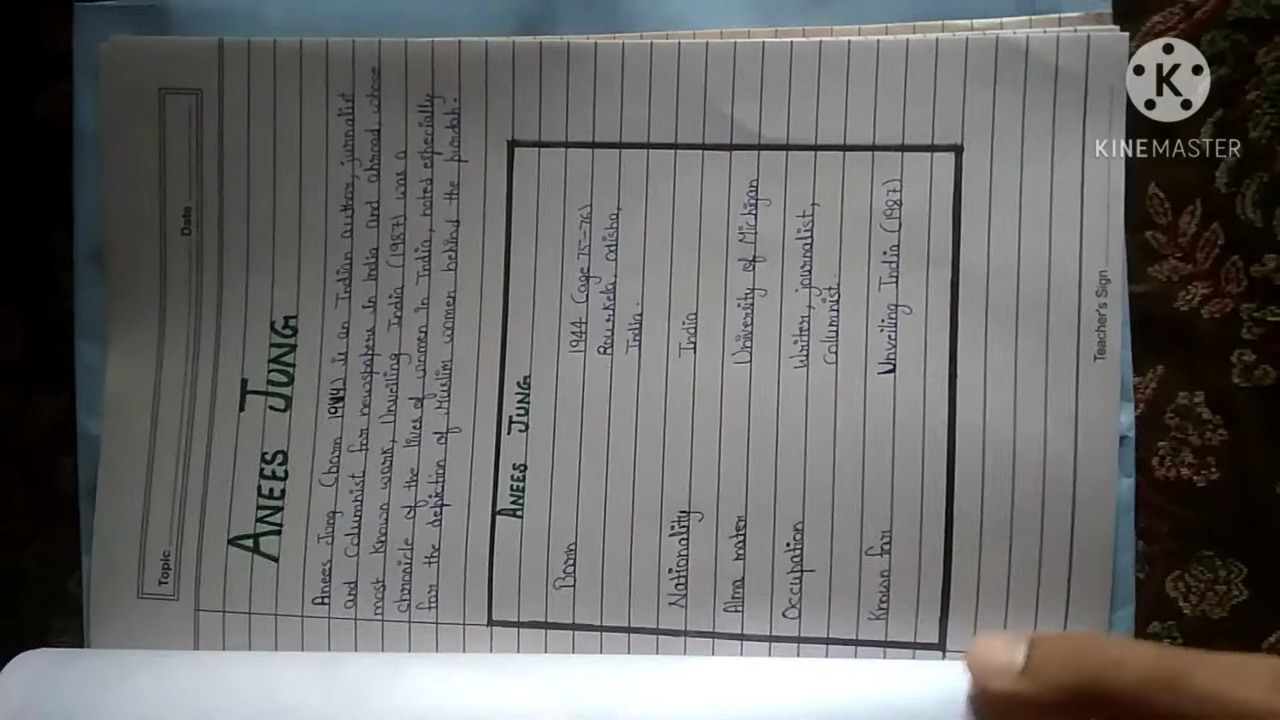 Topic
Date
ANEES JUNG
Anees Jung (born 1944) is an Indian author, jurnalist
and Columnist for newspapers in India and abroad, whose
most known work, Unveiling India (1987) was a
chronicle of the lives of women in India, noted especially
for the depiction of Muslim women behind the purdah.
ANEES JUNG
Born 1944 (age 75-76)
Rourkela, odisha,
India.
Nationality India
Alma mater University of Michigan
Occupation Writer, journalist,
Columnist.
Known for Unveiling India (1987)
Teacher's Sign
K
KINEMASTER